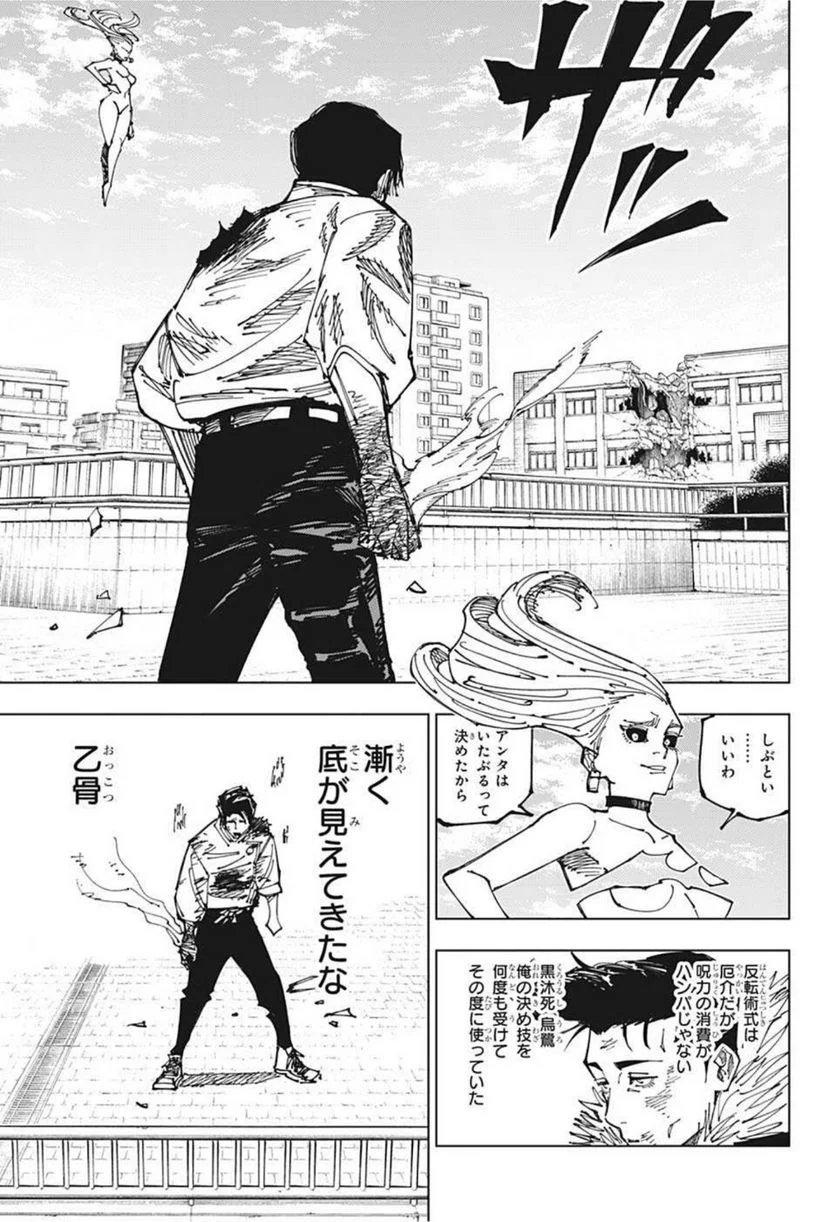 ザッ
しぶとい
……
いいわ
アンタは
いたぶるって
決めたから
反転術式は
厄介だが
呪力の消費が
ハンパじゃない
黒沐死 烏鷺
俺の決め技を
何度も受けて
その度に使っていた
漸く
底が見えてきたな
乙骨